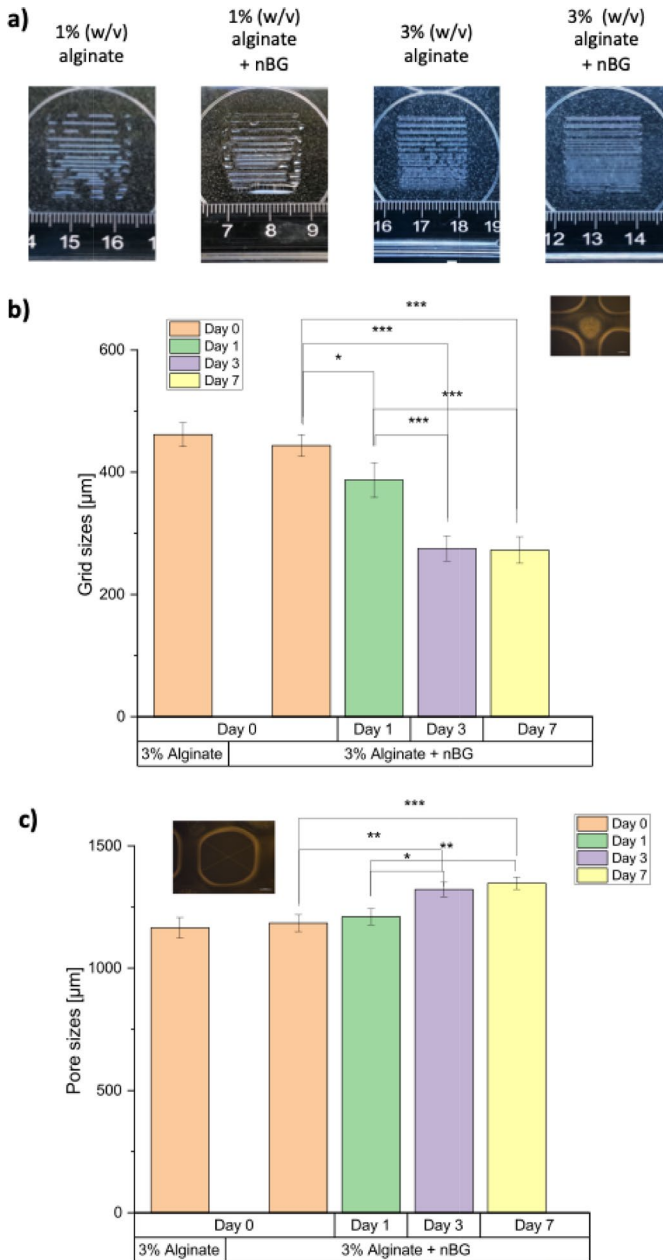 a)
1% (w/v)
alginate
1% (w/v)
alginate
+ nBG
3% (w/v)
alginate
3% (w/v)
alginate
+ nBG
4 15 16 1
7 8 9
16 17 18 19
12 13 14
b)
Day 0
Day 1
Day 3
Day 7
***
***
*
***
***
600
400
200
0
Grid sizes [µm]
Day 0 Day 1 Day 3 Day 7
3% Alginate 3% Alginate + nBG
c)
Day 0
Day 1
Day 3
Day 7
***
**
**
*
1500
1000
500
0
Pore sizes [µm]
Day 0 Day 1 Day 3 Day 7
3% Alginate 3% Alginate + nBG